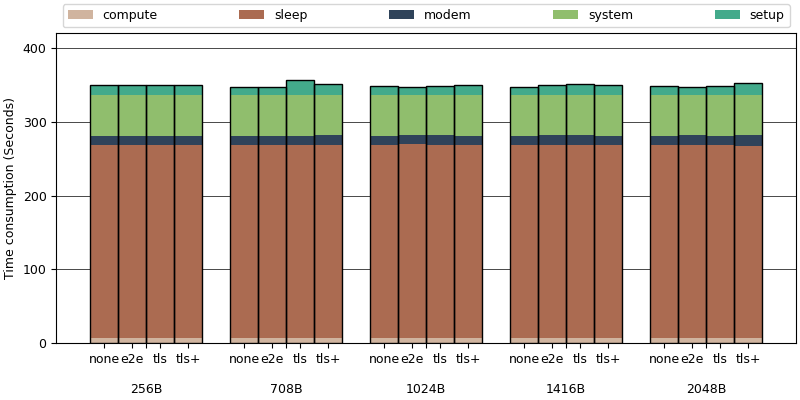 compute sleep modem system setup
400
300
200
100
0
Time consumption (Seconds)
none e2e tls tls+ none e2e tls tls+ none e2e tls tls+ none e2e tls tls+ none e2e tls tls+
256B 708B 1024B 1416B 2048B